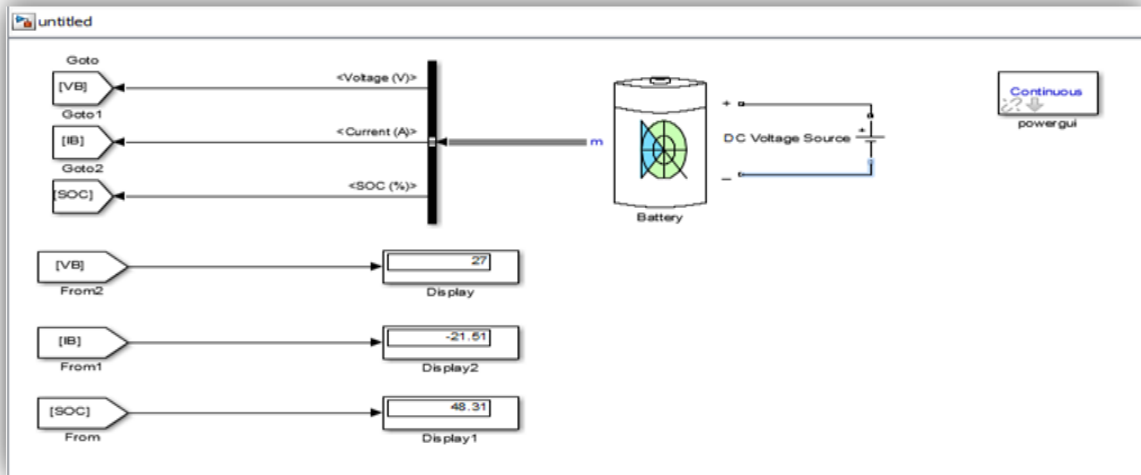 untitled
Goto
[VB]
<Voltage (V)>
Goto1
[IB]
<Current (A)>
Goto2
[SOC]
<SOC (%)>
m
+
DC Voltage Source
+
_
Battery
Continuous
powergui
[VB]
27
From2
Display
[IB]
-21.51
From1
Display2
[SOC]
48.31
From
Display1